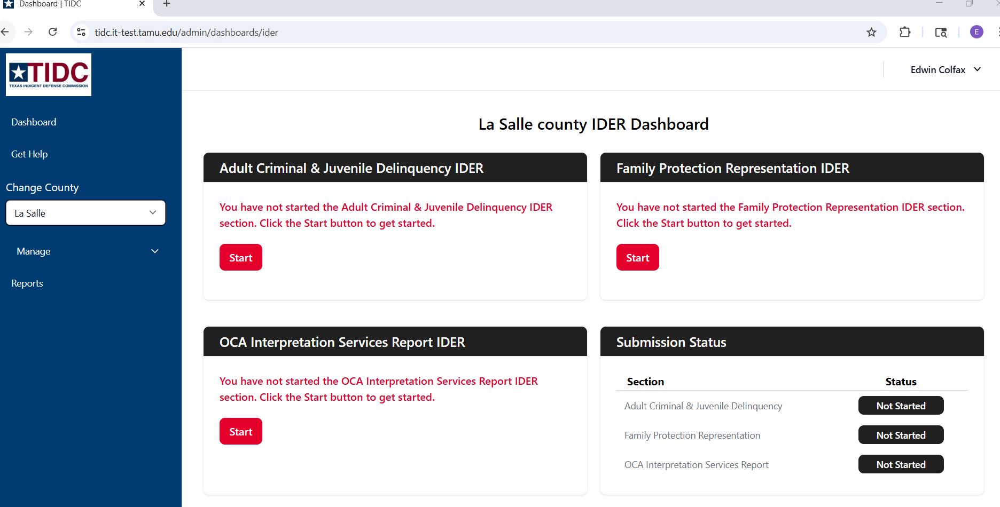 Dashboard | TIDC
tidc.it-test.tamu.edu/admin/dashboards/ider
E
TIDC
TEXAS INDIGENT DEFENSE COMMISSION
Edwin Colfax
Dashboard
Get Help
Change County
La Salle
Manage
Reports
La Salle county IDER Dashboard
Adult Criminal & Juvenile Delinquency IDER
You have not started the Adult Criminal & Juvenile Delinquency IDER
section. Click the Start button to get started.
Start
Family Protection Representation IDER
You have not started the Family Protection Representation IDER section.
Click the Start button to get started.
Start
OCA Interpretation Services Report IDER
You have not started the OCA Interpretation Services Report IDER
section. Click the Start button to get started.
Start
Submission Status
Section Status
Adult Criminal & Juvenile Delinquency Not Started
Family Protection Representation Not Started
OCA Interpretation Services Report Not Started